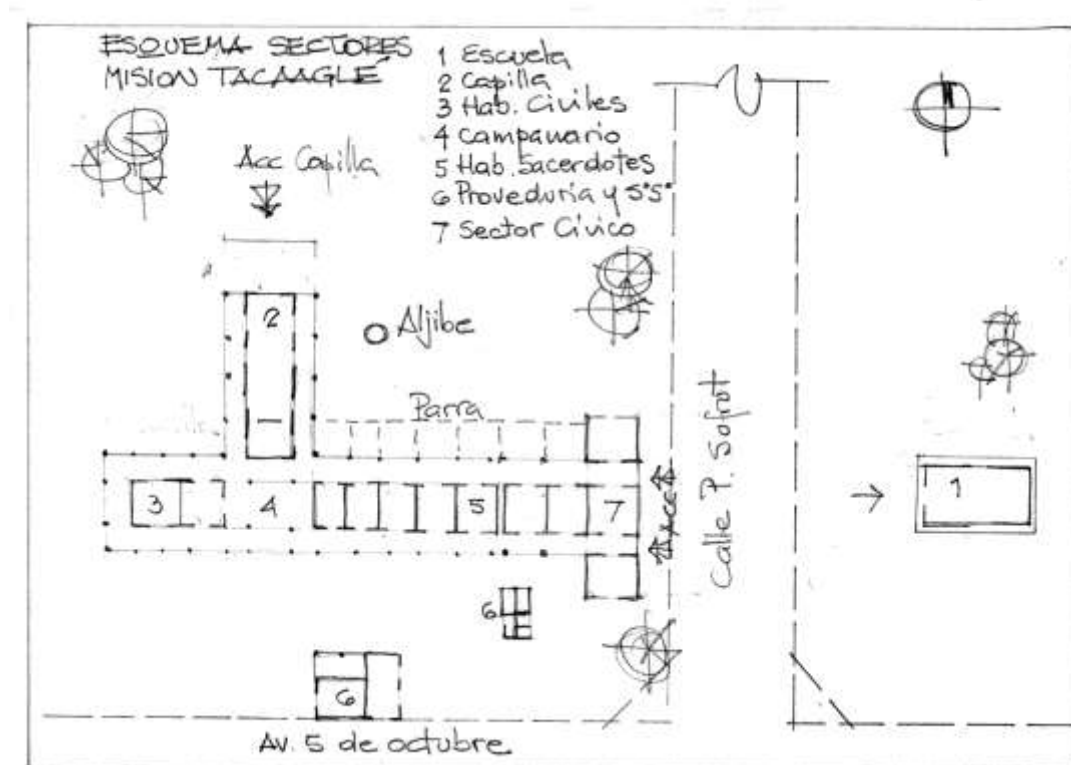 ESQUEMA SECTORES
MISION TACAAGLÉ
1 Escuela
2 Capilla
3 Hab. Civiles
4 Campanario
5 Hab. Sacerdotes
6 Proveduría y S°S°
7 Sector Cívico
Acc Capilla
2
Aljibe
Parra
3
4
5
7
Acc
Calle P. Sofrot
1
6
6
Av. 5 de octubre